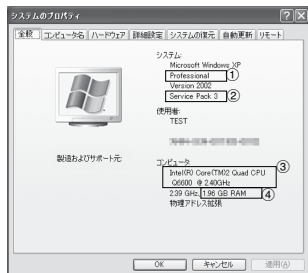 システムのプロパティ
全般 コンピュータ名 ハードウェア 詳細設定 システムの復元 自動更新 リモート
システム:
Microsoft Windows XP
Professional ①
Version 2002
Service Pack 3 ②
使用者:
TEST
製造およびサポート元:
コンピュータ:
③
Intel(R) Core(TM)2 Quad CPU
Q6600 @ 2.40GHz
2.39 GHz, 1.96 GB RAM ④
物理アドレス拡張
OK キャンセル 適用(A)